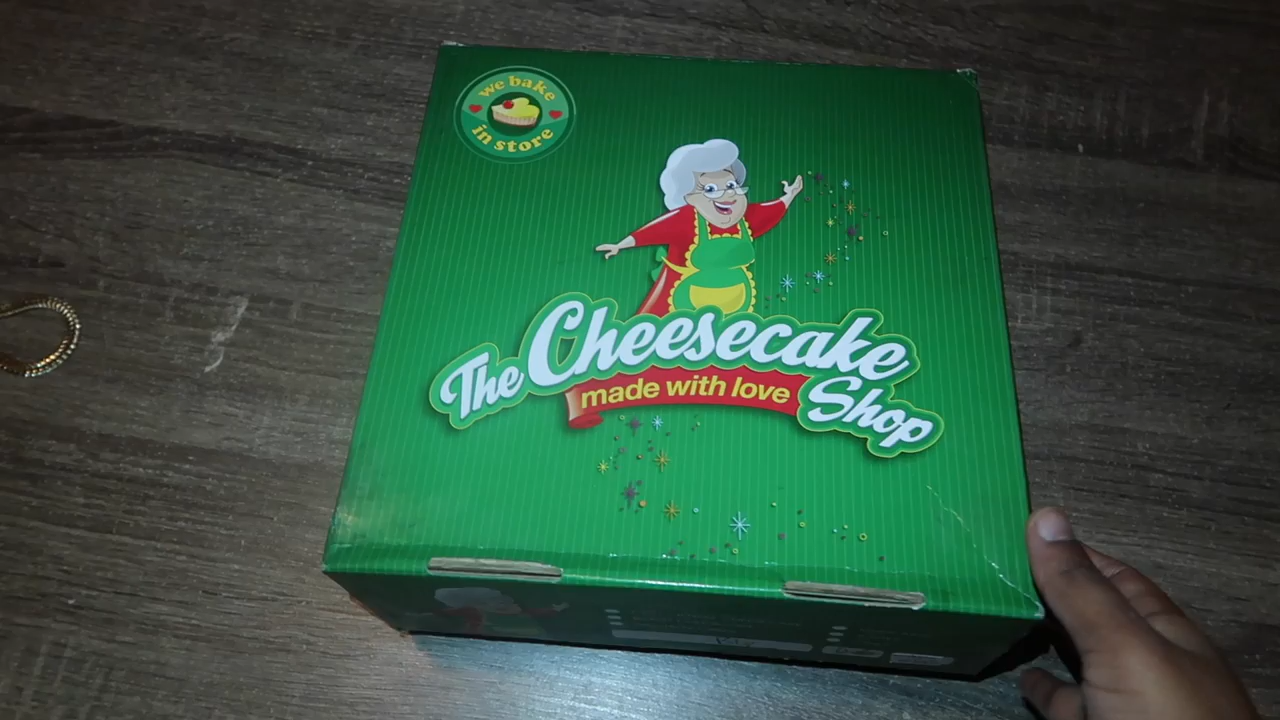 we bake
in store
The Cheesecake
made with love
Shop